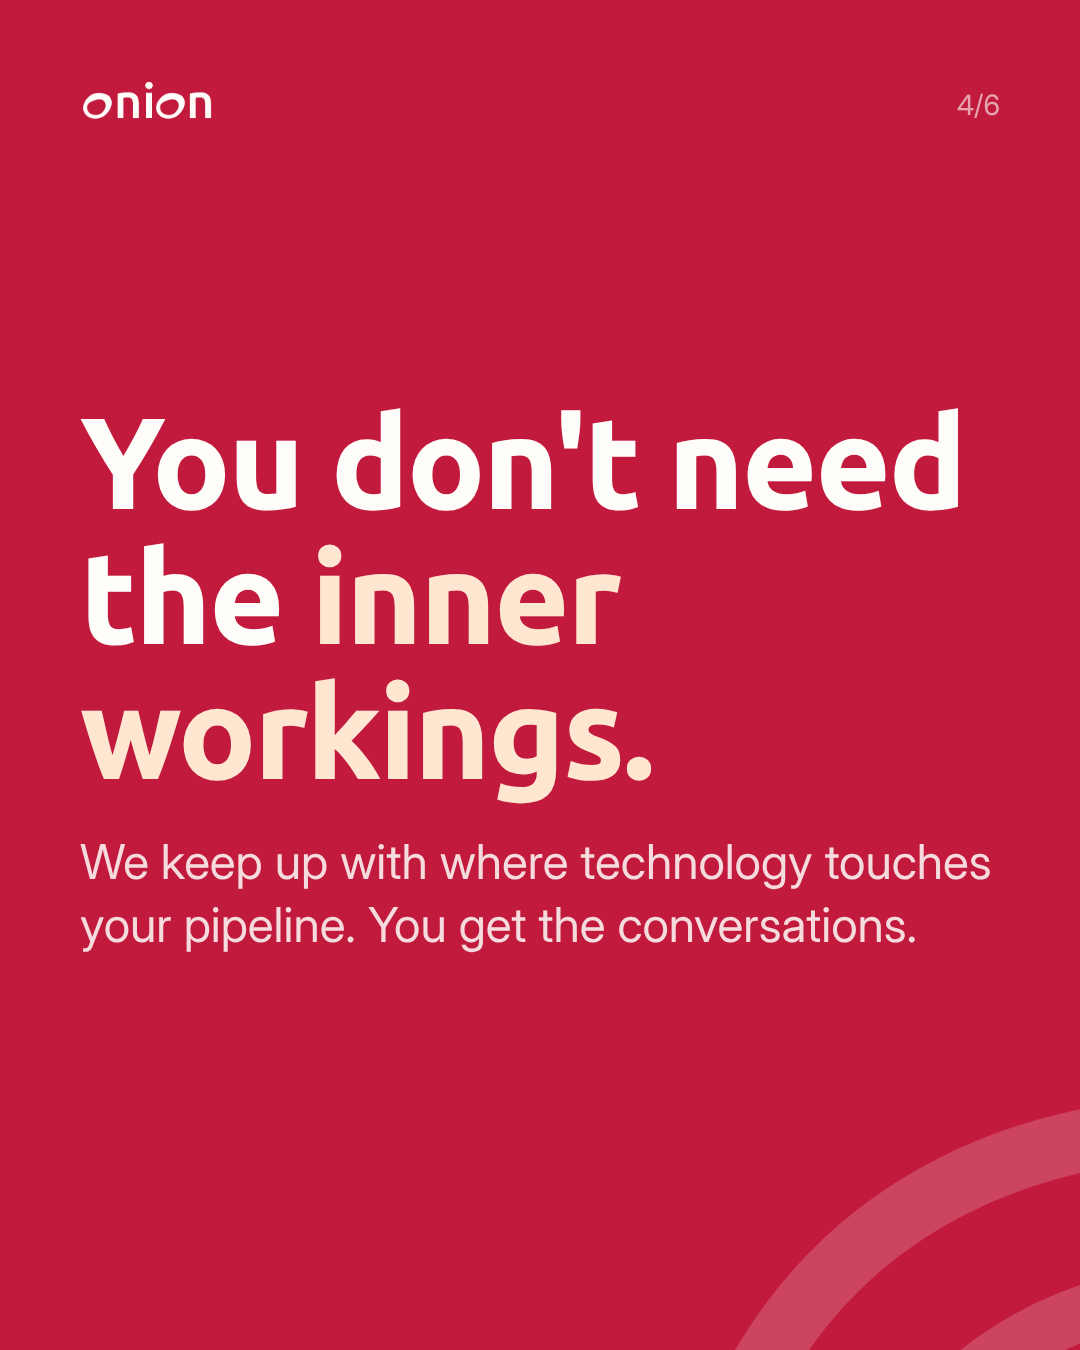 onion
4/6
You don't need
the inner
workings.
We keep up with where technology touches
your pipeline. You get the conversations.